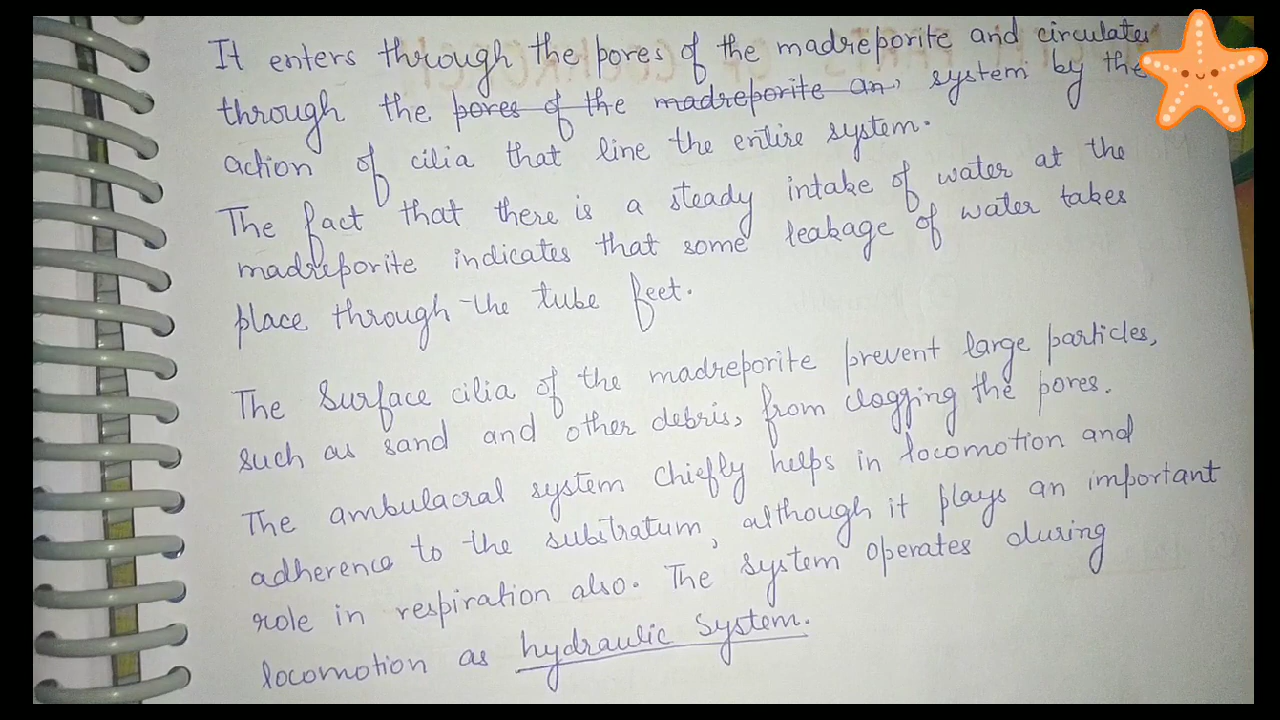 It enters through the pores of the madreporite and circulates
through the ~~pores of the madreporite an,~~ system by the
action of cilia that line the entire system.
The fact that there is a steady intake of water at the
madreporite indicates that some leakage of water takes
place through the tube feet.
The Surface cilia of the madreporite prevent large particles,
such as sand and other debris, from clogging the pores.
The ambulacral system chiefly helps in locomotion and
adherence to the substratum, although it plays an important
role in respiration also. The system operates during
locomotion as hydraulic system.